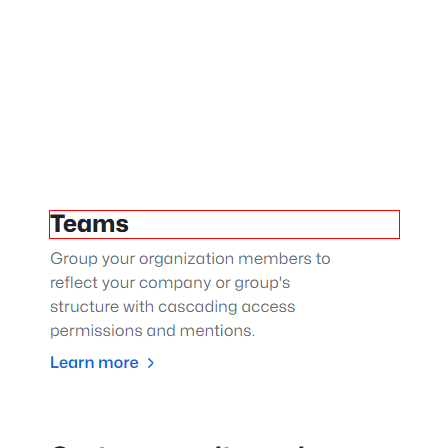 Teams
Group your organization members to
reflect your company or group's
structure with cascading access
permissions and mentions.
Learn more